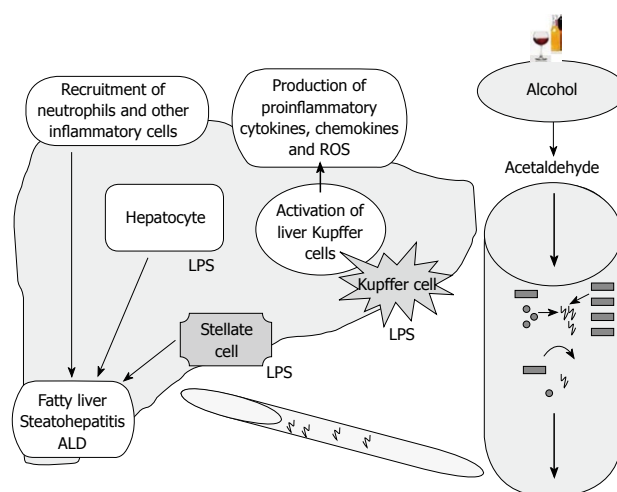 Recruitment of
neutrophils and other
inflammatory cells
Production of
proinflammatory
cytokines, chemokines
and ROS
Alcohol
Acetaldehyde
Hepatocyte
LPS
Activation of
liver Kupffer
cells
Kupffer cell
LPS
Stellate
cell
LPS
Fatty liver
Steatohepatitis
ALD